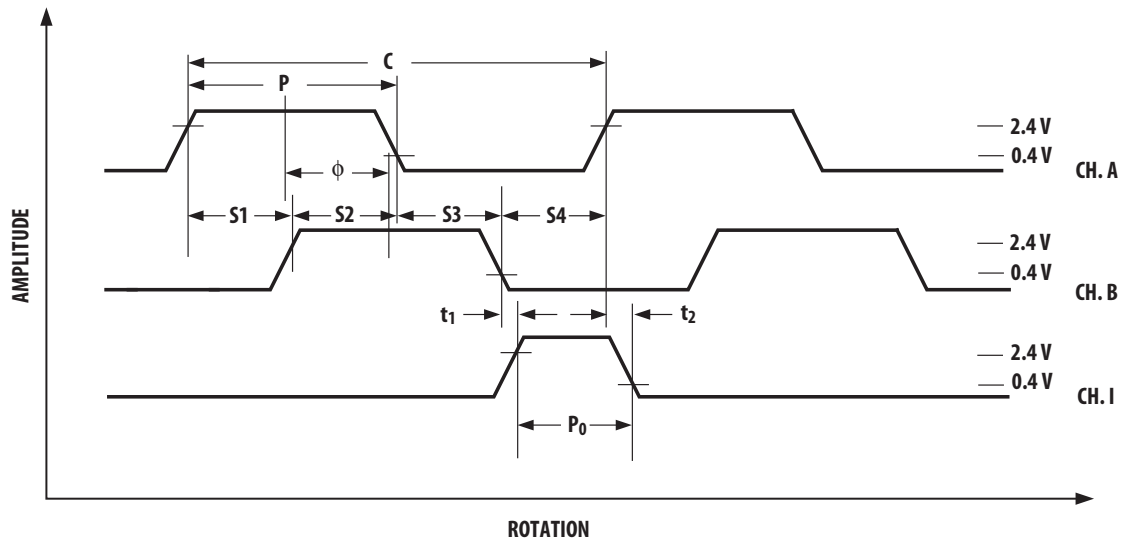 C
P
2.4 V
0.4 V
CH. A
ϕ
S1 S2 S3 S4
2.4 V
0.4 V
CH. B
t1 t2
2.4 V
0.4 V
CH. I
P0
AMPLITUDE
ROTATION